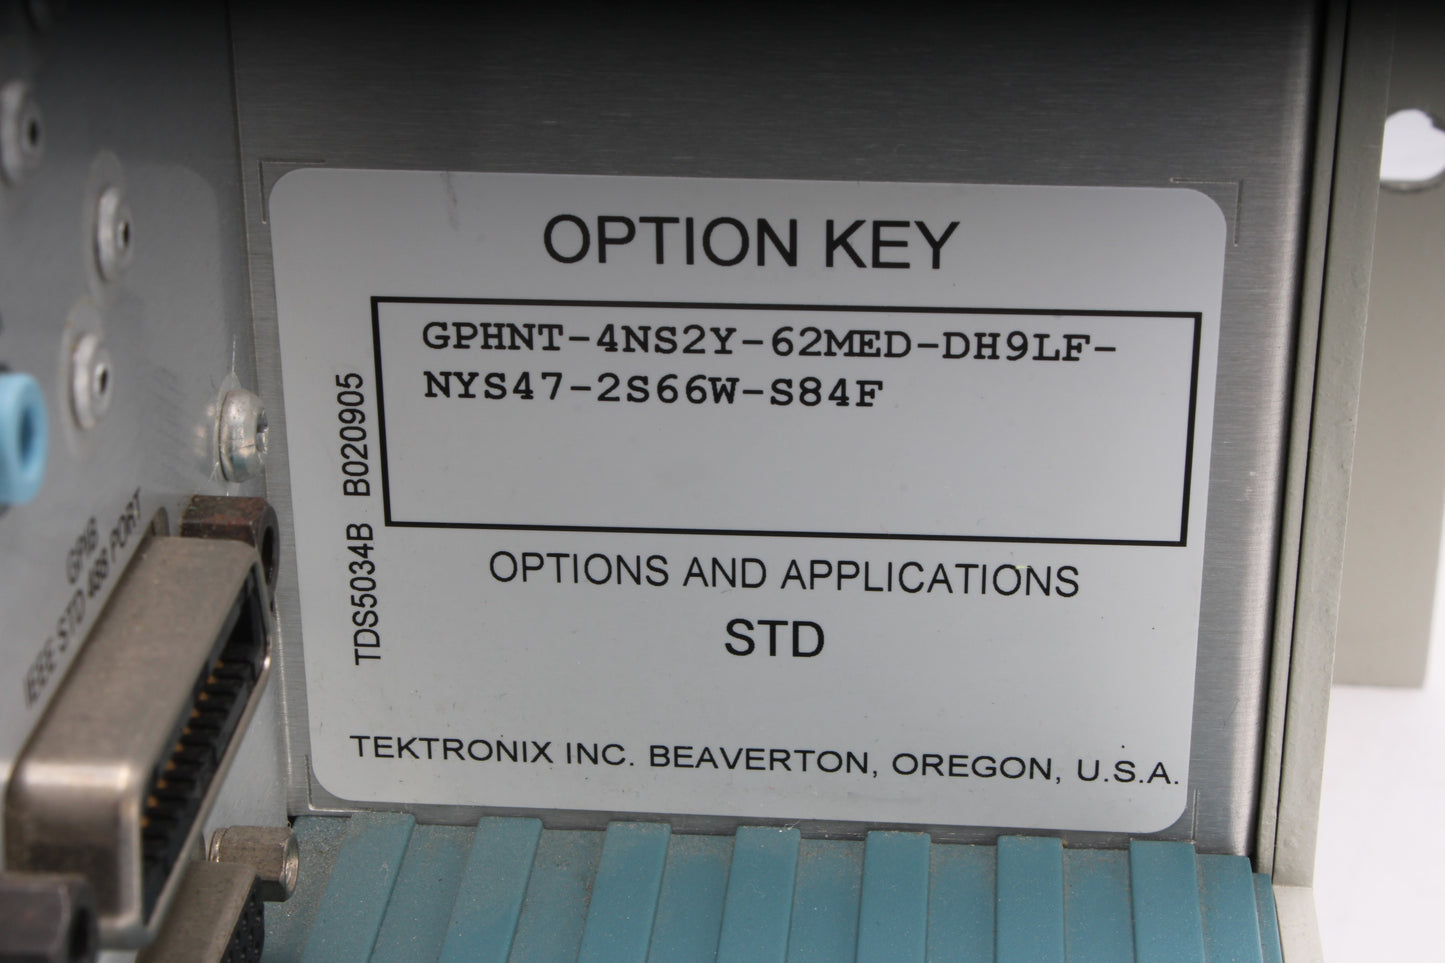 OPTION KEY
GPHNT-4NS2Y-62MED-DH9LF-
NYS47-2S66W-S84F
TDS5034B B020905
OPTIONS AND APPLICATIONS
STD
TEKTRONIX INC. BEAVERTON, OREGON, U.S.A.
GPIB
IEEE STD 488 PORT